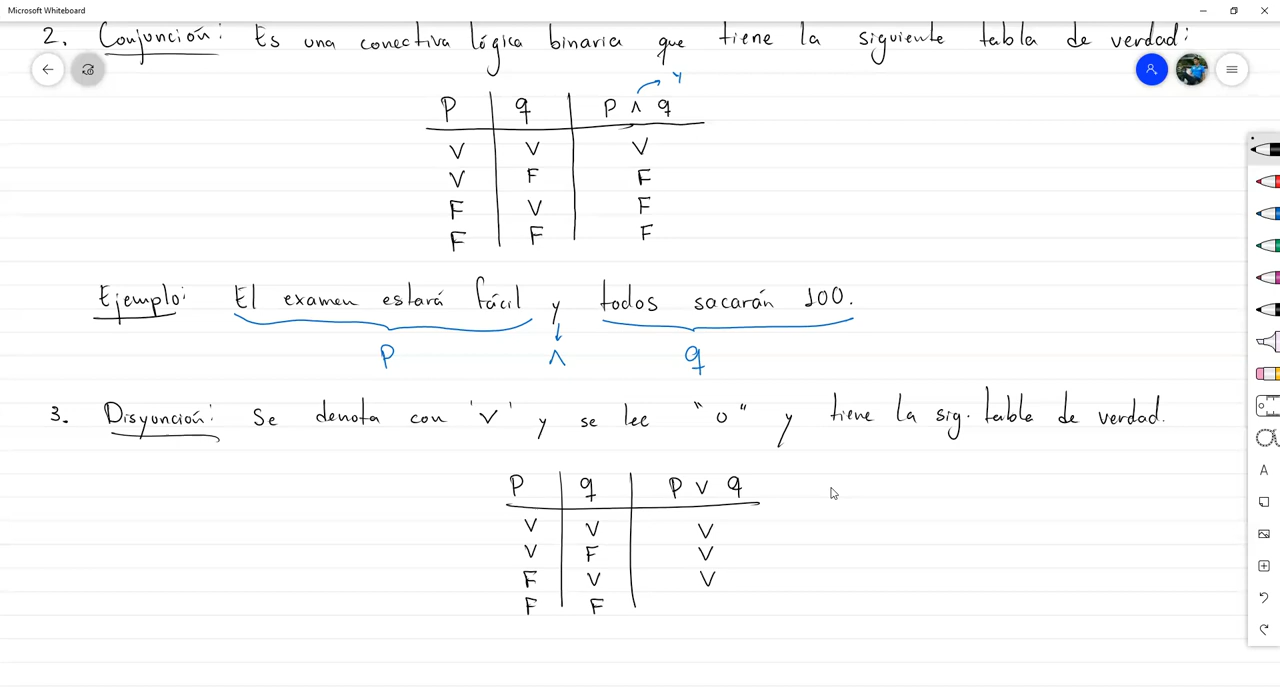 Microsoft Whiteboard
2. Conjunción: Es una conectiva lógica binaria que tiene la siguiente tabla de verdad:
y
P q P ∧ q
V V V
V F F
F V F
F F F
Ejemplo: El examen estará fácil y todos sacarán 100.
P ∧ q
3. Disyunción: Se denota con 'v' y se lee "o" y tiene la sig. tabla de verdad.
P q P v q
V V V
V F V
F V V
F F
A